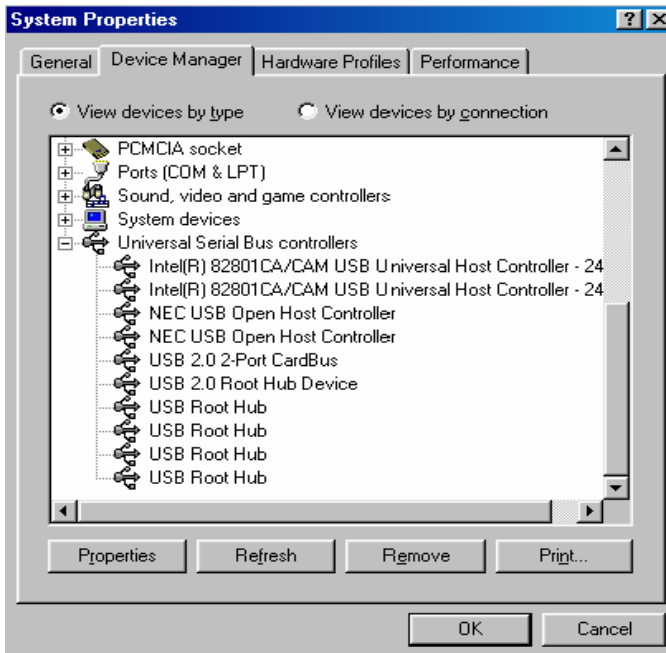 System Properties
General Device Manager Hardware Profiles Performance
View devices by type View devices by connection
PCMCIA socket
Ports (COM & LPT)
Sound, video and game controllers
System devices
Universal Serial Bus controllers
Intel(R) 82801CA/CAM USB Universal Host Controller - 24
Intel(R) 82801CA/CAM USB Universal Host Controller - 24
NEC USB Open Host Controller
NEC USB Open Host Controller
USB 2.0 2-Port CardBus
USB 2.0 Root Hub Device
USB Root Hub
USB Root Hub
USB Root Hub
USB Root Hub
Properties Refresh Remove Print...
OK Cancel